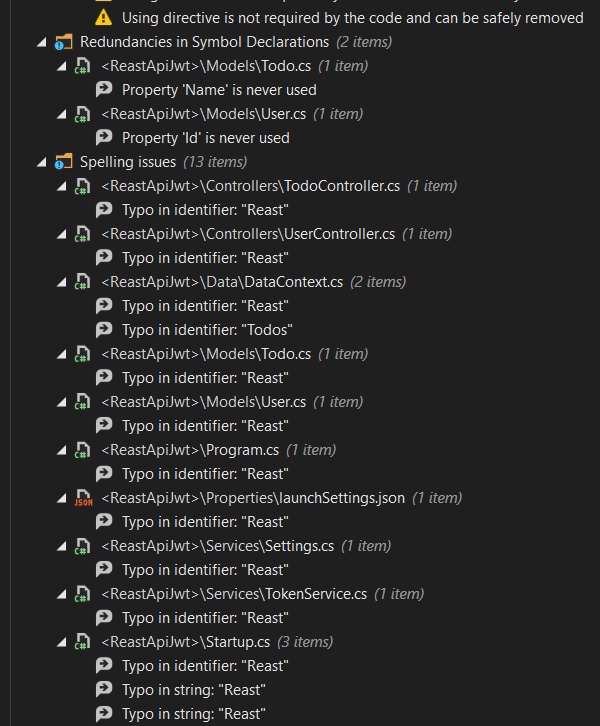 Using directive is not required by the code and can be safely removed
Redundancies in Symbol Declarations (2 items)
C# <ReastApiJwt>\Models\Todo.cs (1 item)
Property 'Name' is never used
C# <ReastApiJwt>\Models\User.cs (1 item)
Property 'Id' is never used
Spelling issues (13 items)
C# <ReastApiJwt>\Controllers\TodoController.cs (1 item)
Typo in identifier: "Reast"
C# <ReastApiJwt>\Controllers\UserController.cs (1 item)
Typo in identifier: "Reast"
C# <ReastApiJwt>\Data\DataContext.cs (2 items)
Typo in identifier: "Reast"
Typo in identifier: "Todos"
C# <ReastApiJwt>\Models\Todo.cs (1 item)
Typo in identifier: "Reast"
C# <ReastApiJwt>\Models\User.cs (1 item)
Typo in identifier: "Reast"
C# <ReastApiJwt>\Program.cs (1 item)
Typo in identifier: "Reast"
JSON <ReastApiJwt>\Properties\launchSettings.json (1 item)
Typo in identifier: "Reast"
C# <ReastApiJwt>\Services\Settings.cs (1 item)
Typo in identifier: "Reast"
C# <ReastApiJwt>\Services\TokenService.cs (1 item)
Typo in identifier: "Reast"
C# <ReastApiJwt>\Startup.cs (3 items)
Typo in identifier: "Reast"
Typo in string: "Reast"
Typo in string: "Reast"